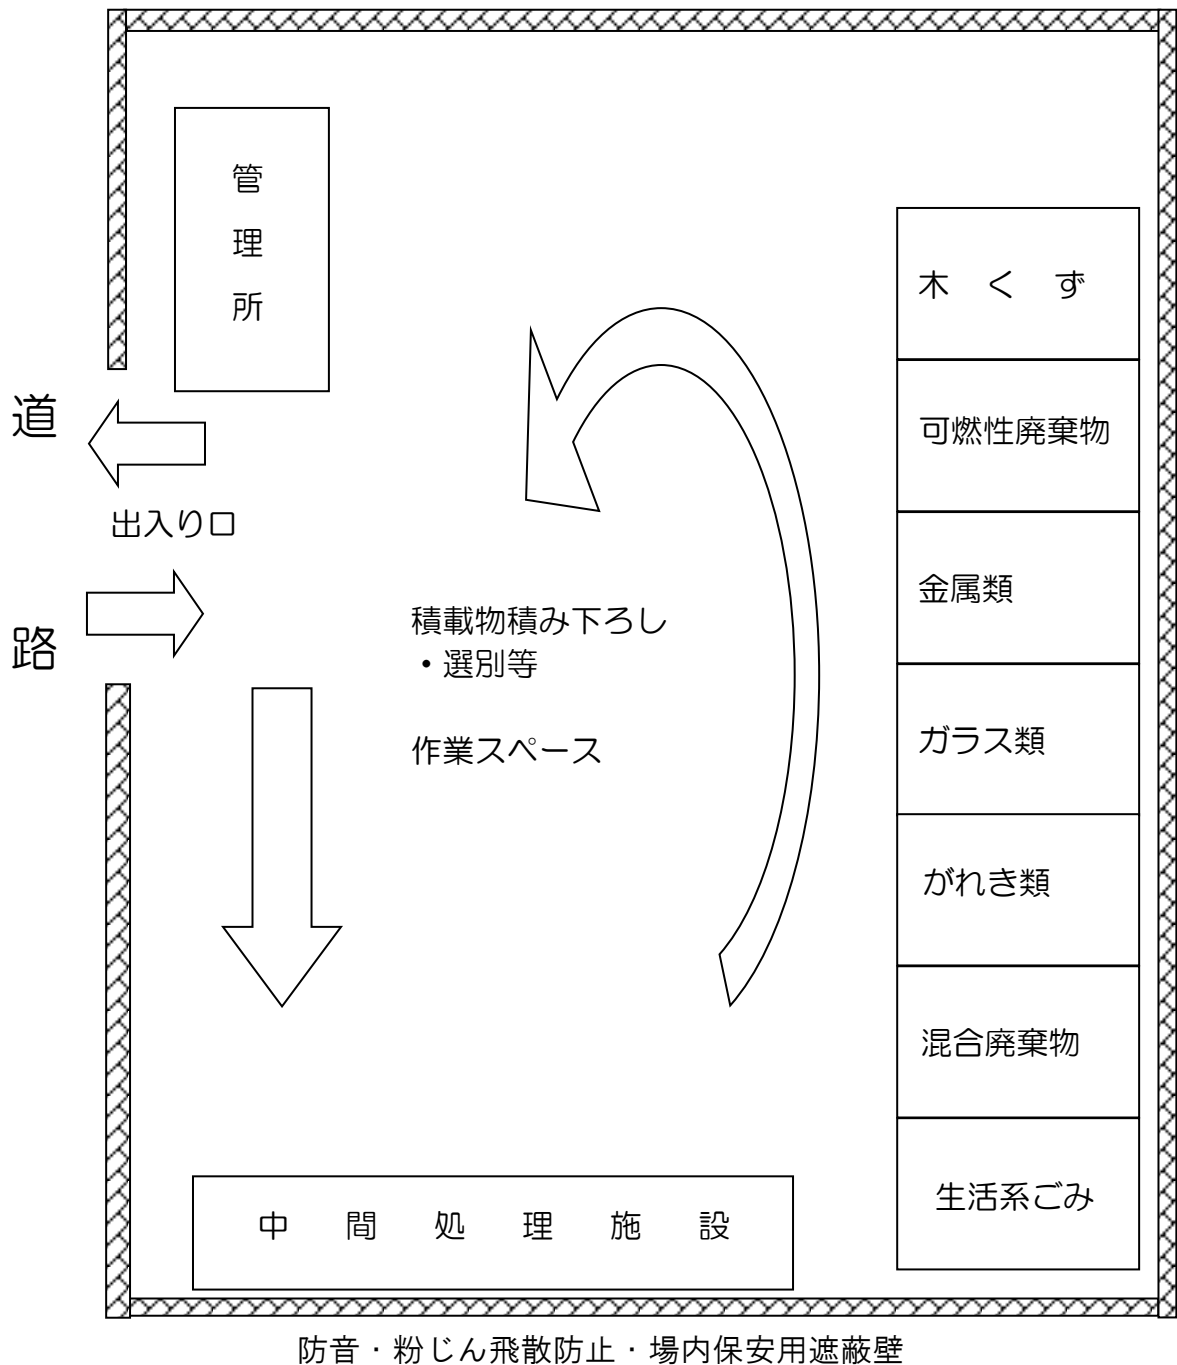 管理所
木くず
可燃性廃棄物
道路
出入り口
金属類
積載物積み下ろし
・選別等
作業スペース
ガラス類
がれき類
混合廃棄物
生活系ごみ
中間処理施設
防音・粉じん飛散防止・場内保安用遮蔽壁